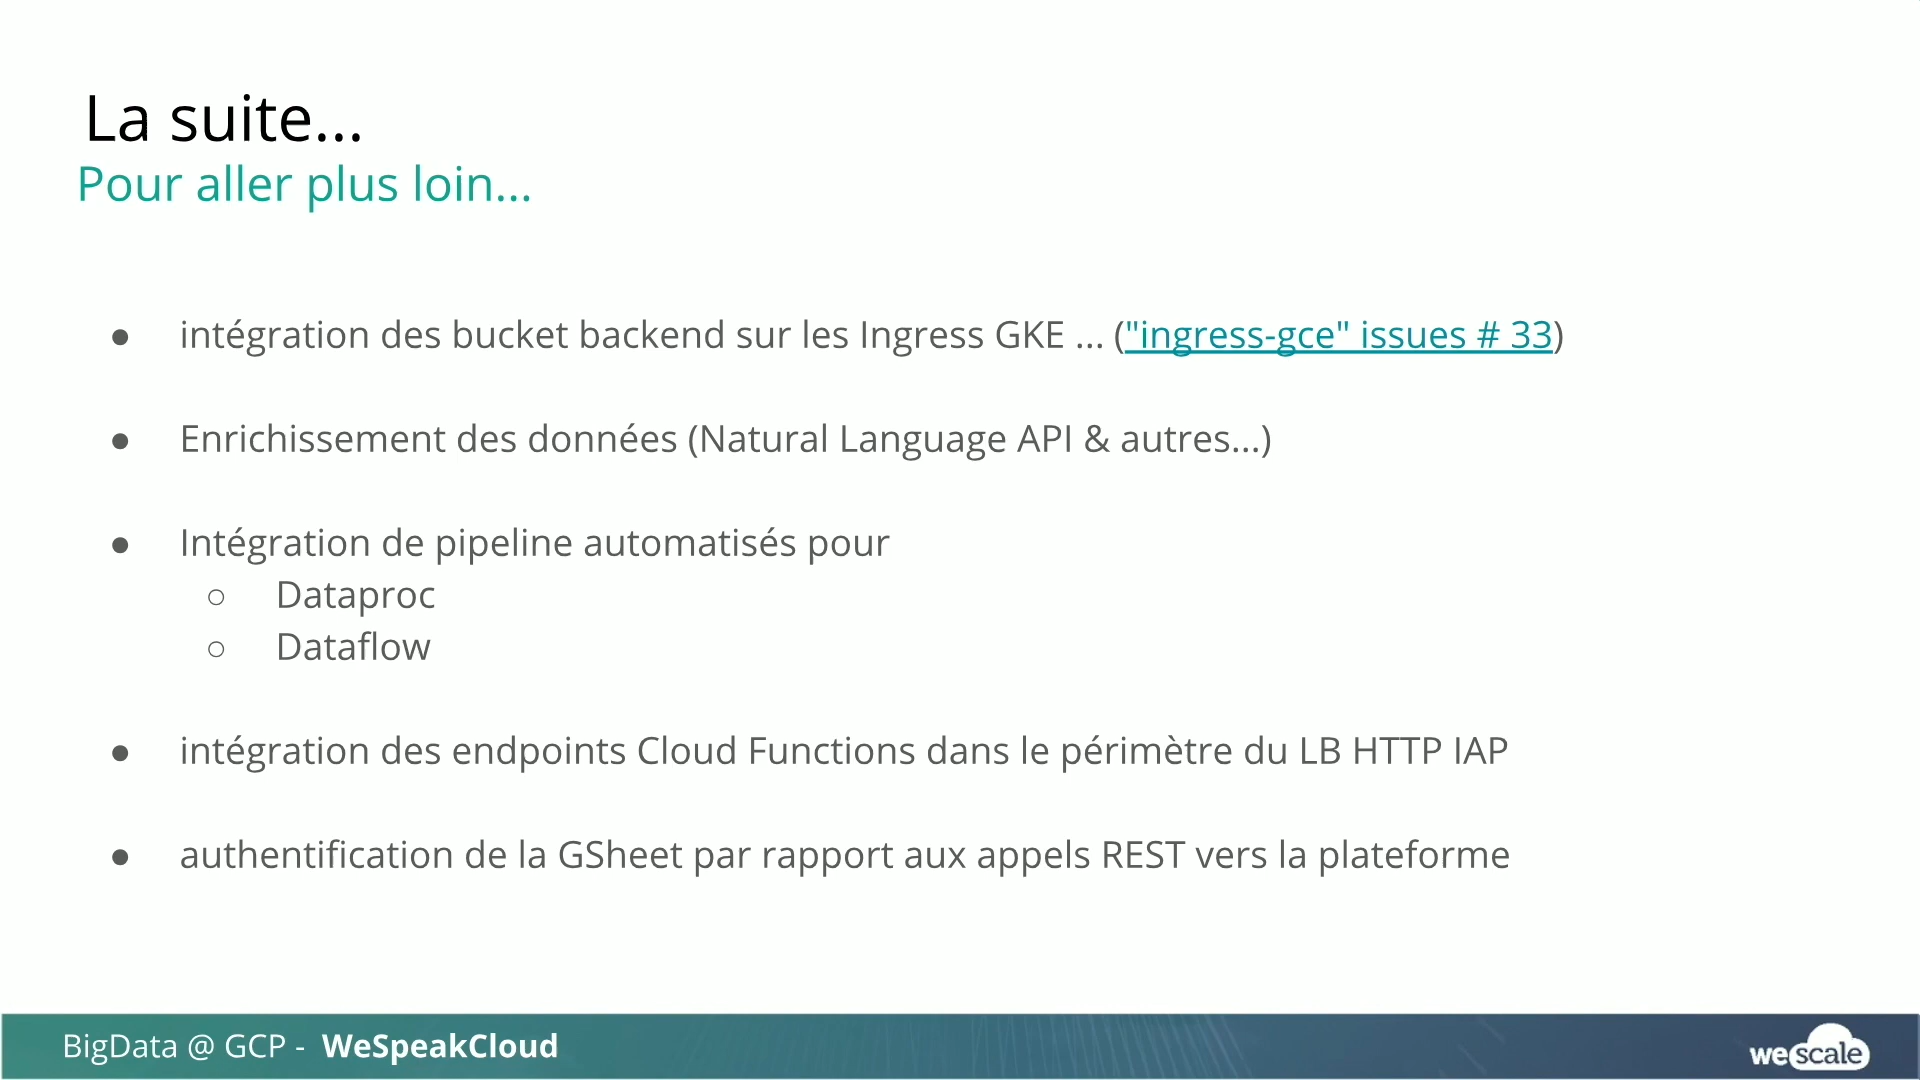 La suite...
Pour aller plus loin...
● intégration des bucket backend sur les Ingress GKE ... ("ingress-gce" issues # 33)
● Enrichissement des données (Natural Language API & autres...)
● Intégration de pipeline automatisés pour
○ Dataproc
○ Dataflow
● intégration des endpoints Cloud Functions dans le périmètre du LB HTTP IAP
● authentification de la GSheet par rapport aux appels REST vers la plateforme
BigData @ GCP - WeSpeakCloud
wescale